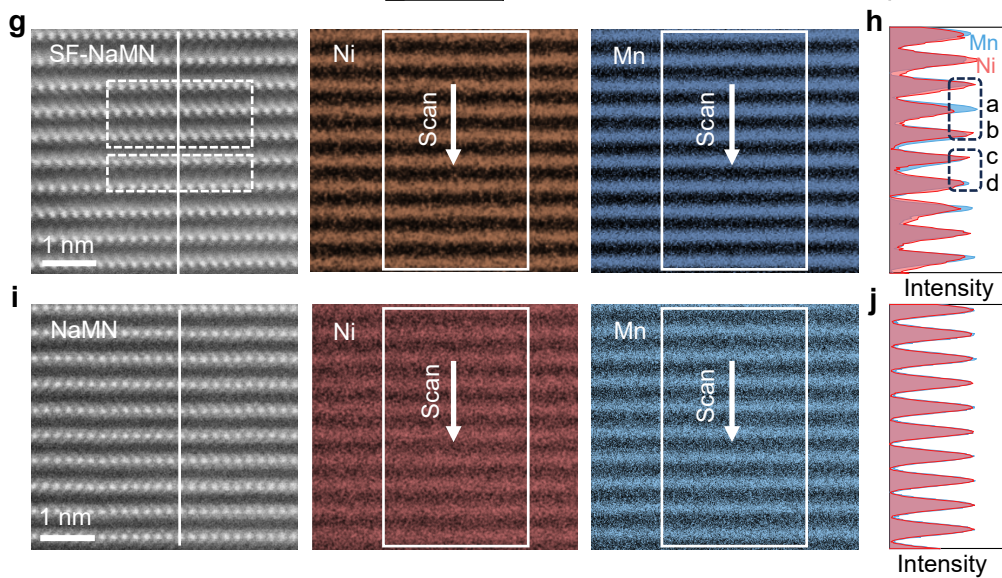 g
SF-NaMN
1 nm
Ni
Scan
Mn
Scan
h
Mn
Ni
a
b
c
d
Intensity
i
NaMN
1 nm
Ni
Scan
Mn
Scan
j
Intensity